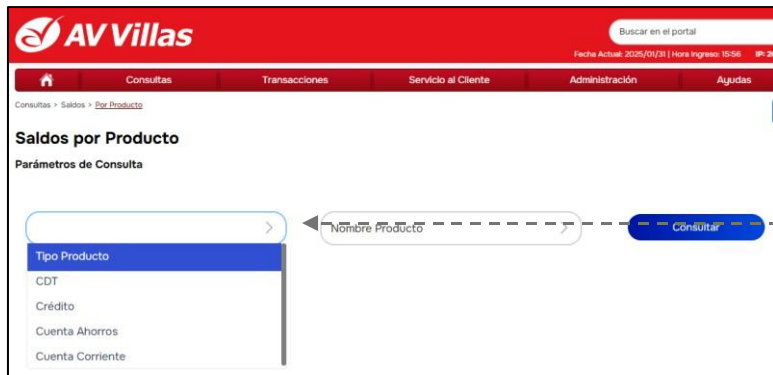 AV Villas
Buscar en el portal
Fecha Actual: 2025/01/31 | Hora Ingreso: 15:56 IP: 20
Consultas Transacciones Servicio al Cliente Administración Ayudas
Consultas > Saldos > Por Producto
Saldos por Producto
Parámetros de Consulta
Nombre Producto Consultar
Tipo Producto
CDT
Crédito
Cuenta Ahorros
Cuenta Corriente